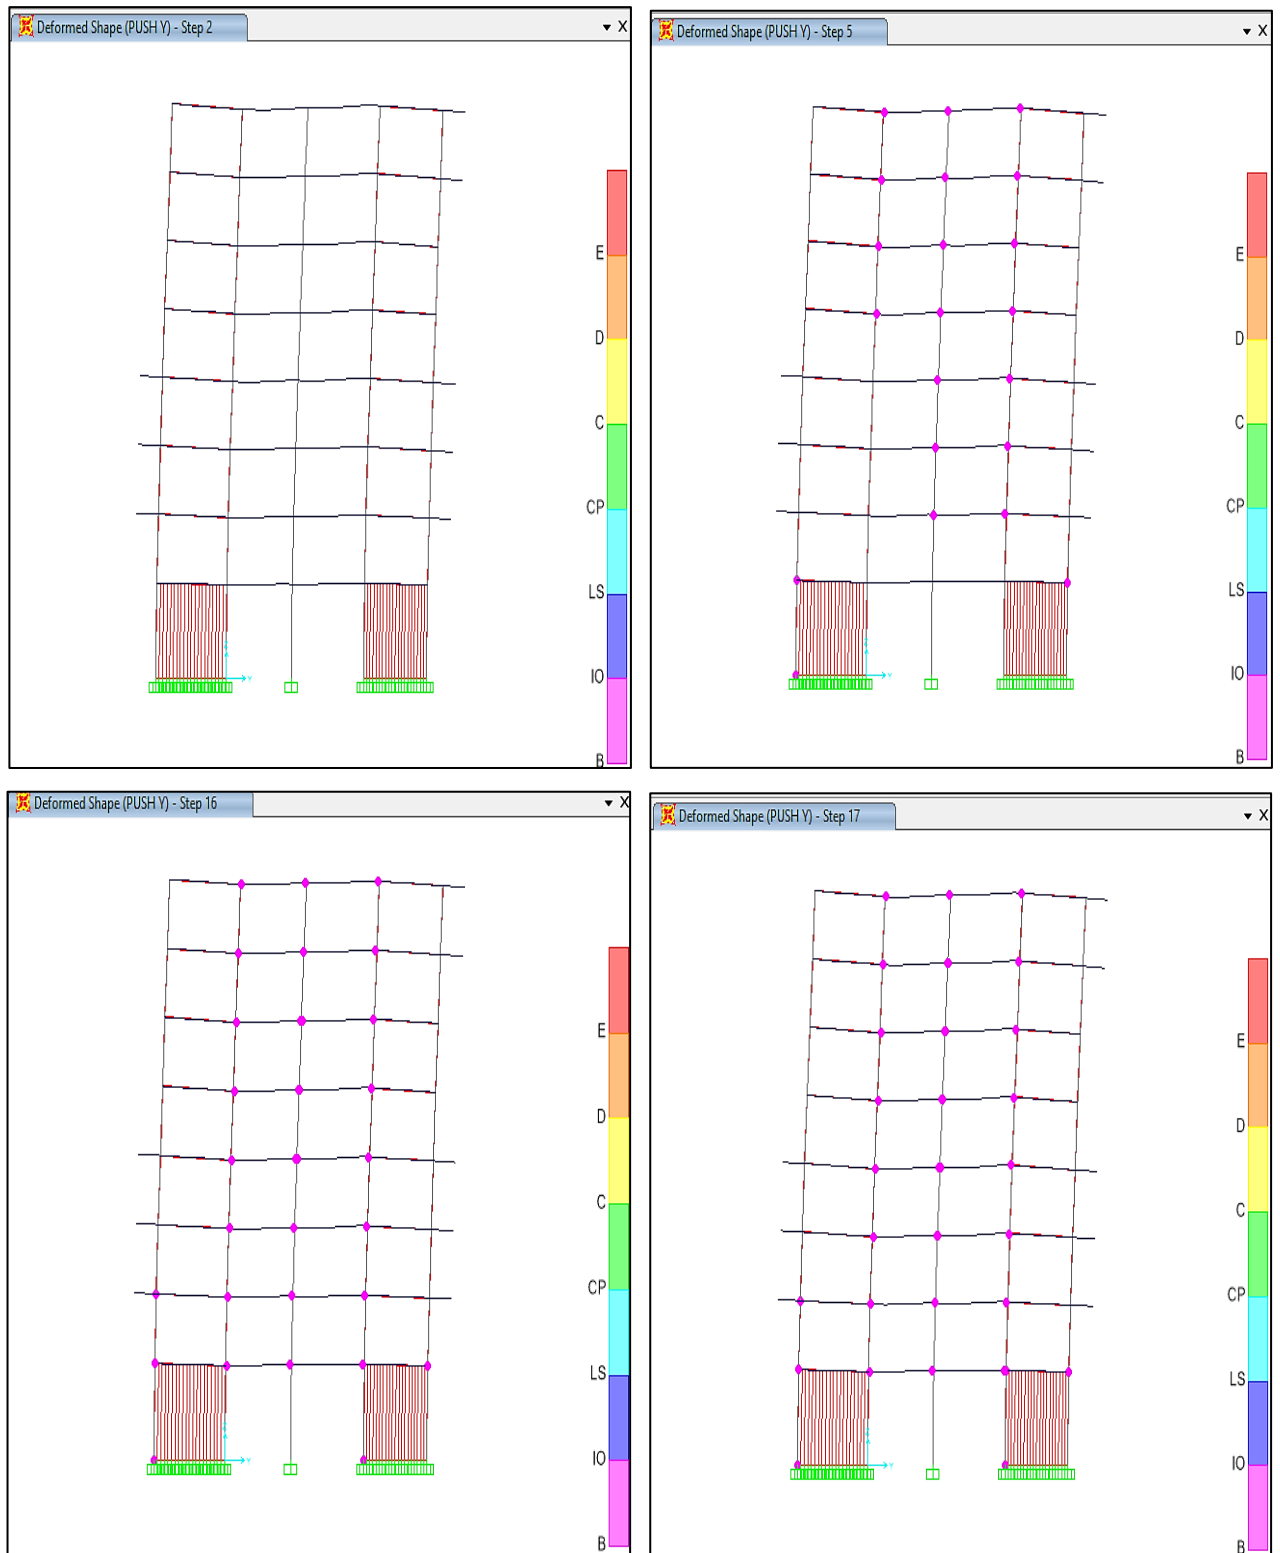 Deformed Shape (PUSH Y) - Step 2
X
E
D
C
CP
LS
IO
B
Y
Deformed Shape (PUSH Y) - Step 5
X
E
D
C
CP
LS
IO
B
Y
Deformed Shape (PUSH Y) - Step 16
X
E
D
C
CP
LS
IO
B
Y
Deformed Shape (PUSH Y) - Step 17
X
E
D
C
CP
LS
IO
B
Y